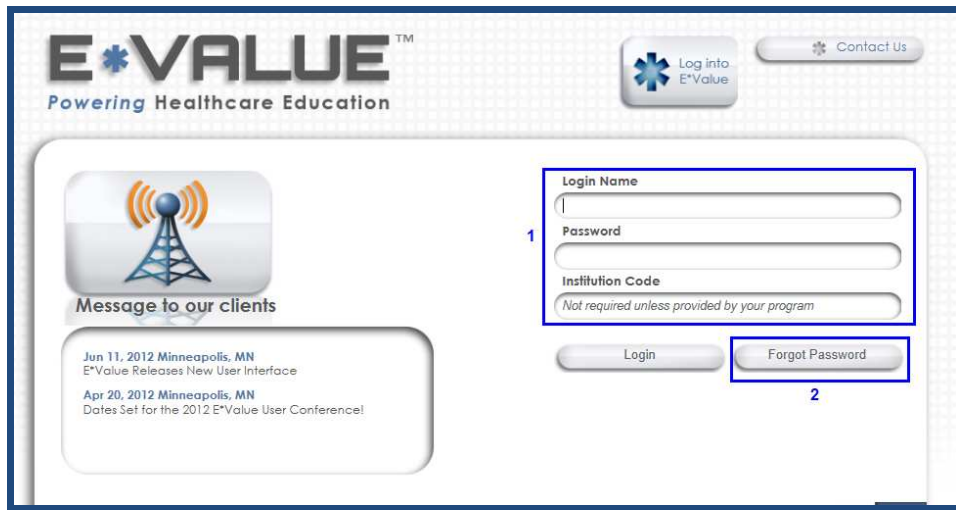 E*VALUE™
Powering Healthcare Education
Log into
E*Value
Contact Us
Message to our clients
Jun 11, 2012 Minneapolis, MN
E*Value Releases New User Interface
Apr 20, 2012 Minneapolis, MN
Dates Set for the 2012 E*Value User Conference!
1
Login Name
Password
Institution Code
Not required unless provided by your program
Login
Forgot Password
2